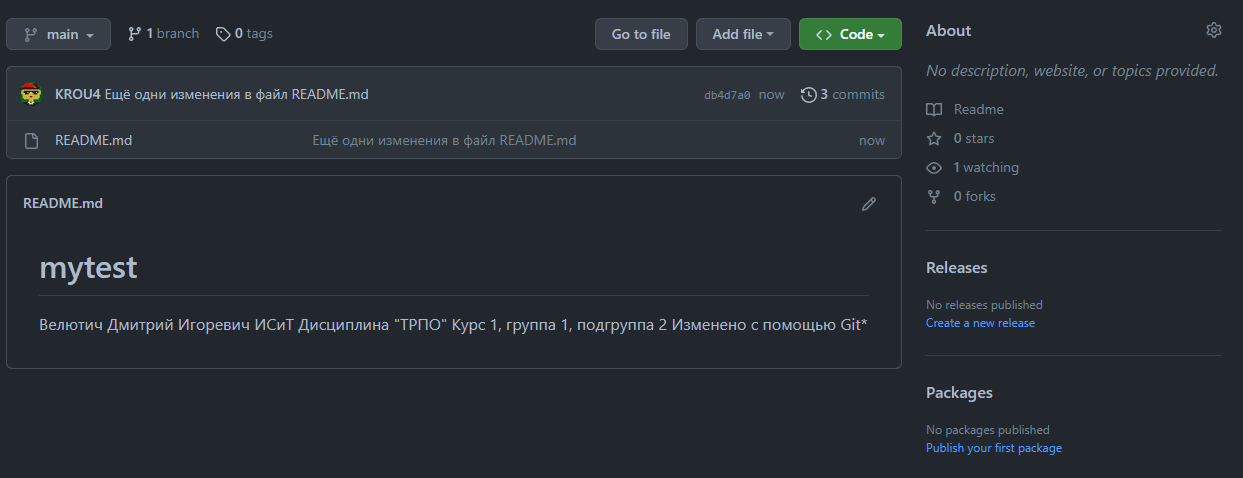 main 1 branch 0 tags Go to file Add file Code
KROU4 Ещё одни изменения в файл README.md db4d7a0 now 3 commits
README.md Ещё одни изменения в файл README.md now
README.md
mytest
Велютич Дмитрий Игоревич ИСиТ Дисциплина "ТРПО" Курс 1, группа 1, подгруппа 2 Изменено с помощью Git*
About
No description, website, or topics provided.
Readme
0 stars
1 watching
0 forks
Releases
No releases published
Create a new release
Packages
No packages published
Publish your first package